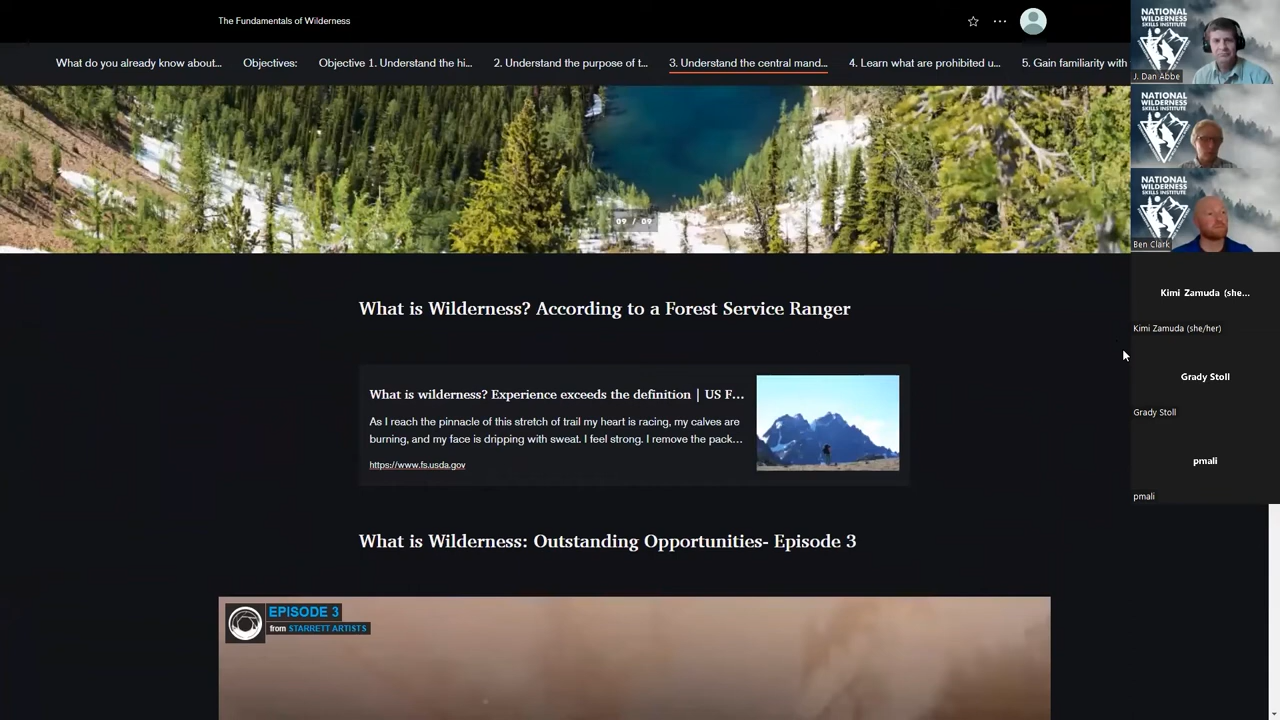 The Fundamentals of Wilderness
What do you already know about...
Objectives:
Objective 1. Understand the hi...
2. Understand the purpose of t...
3. Understand the central mand...
4. Learn what are prohibited u...
5. Gain familiarity with
09 / 09
What is Wilderness? According to a Forest Service Ranger
What is wilderness? Experience exceeds the definition | US F...
As I reach the pinnacle of this stretch of trail my heart is racing, my calves are
burning, and my face is dripping with sweat. I feel strong. I remove the pack...
https://www.fs.usda.gov
What is Wilderness: Outstanding Opportunities- Episode 3
EPISODE 3
from STARRETT ARTISTS
NATIONAL
WILDERNESS
SKILLS INSTITUTE
J. Dan Abbe
NATIONAL
WILDERNESS
SKILLS INSTITUTE
NATIONAL
WILDERNESS
SKILLS INSTITUTE
Ben Clark
Kimi Zamuda (she...
Kimi Zamuda (she/her)
Grady Stoll
Grady Stoll
pmali
pmali